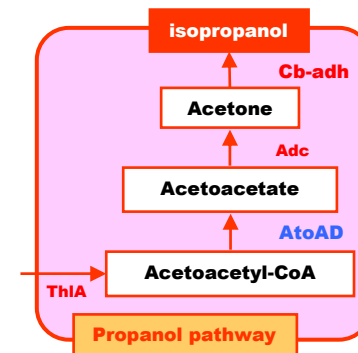 isopropanol
Cb-adh
Acetone
Adc
Acetoacetate
AtoAD
Acetoacetyl-CoA
ThlA
Propanol pathway